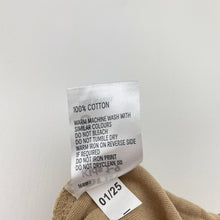 100% COTTON
WARM MACHINE WASH WITH
SIMILAR COLOURS
DO NOT BLEACH
DO NOT TUMBLE DRY
WARM IRON ON REVERSE SIDE
IF REQUIRED
DO NOT IRON PRINT
DO NOT DRYCLEAN
01/25